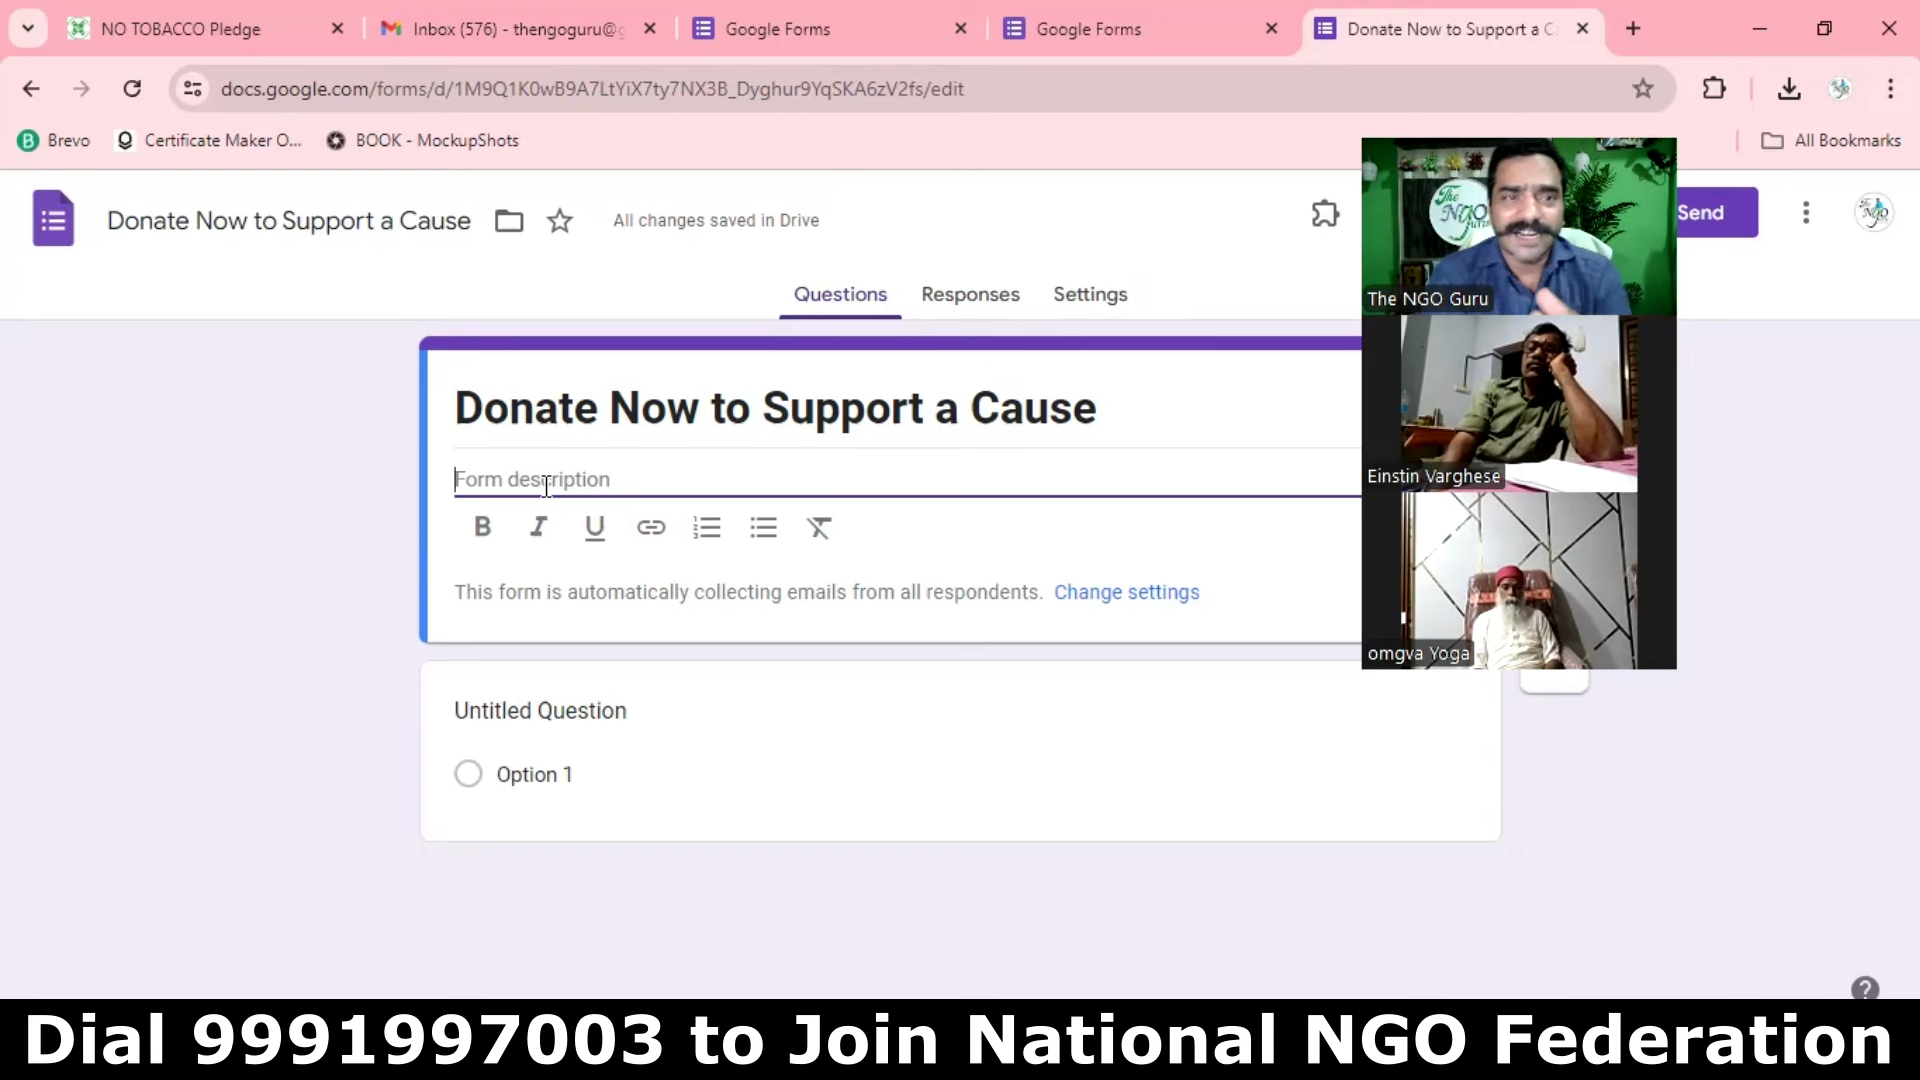 NO TOBACCO Pledge
Inbox (576) - thengoguru@g
Google Forms
Google Forms
Donate Now to Support a C
docs.google.com/forms/d/1M9Q1K0wB9A7LtYiX7ty7NX3B_Dyghur9YqSKA6zV2fs/edit
Brevo
Certificate Maker O...
BOOK - MockupShots
All Bookmarks
Donate Now to Support a Cause
All changes saved in Drive
Send
Questions
Responses
Settings
The NGO Guru
Donate Now to Support a Cause
Form description
Einstin Varghese
B I U
This form is automatically collecting emails from all respondents. Change settings
omgva Yoga
Untitled Question
Option 1
Dial 9991997003 to Join National NGO Federation